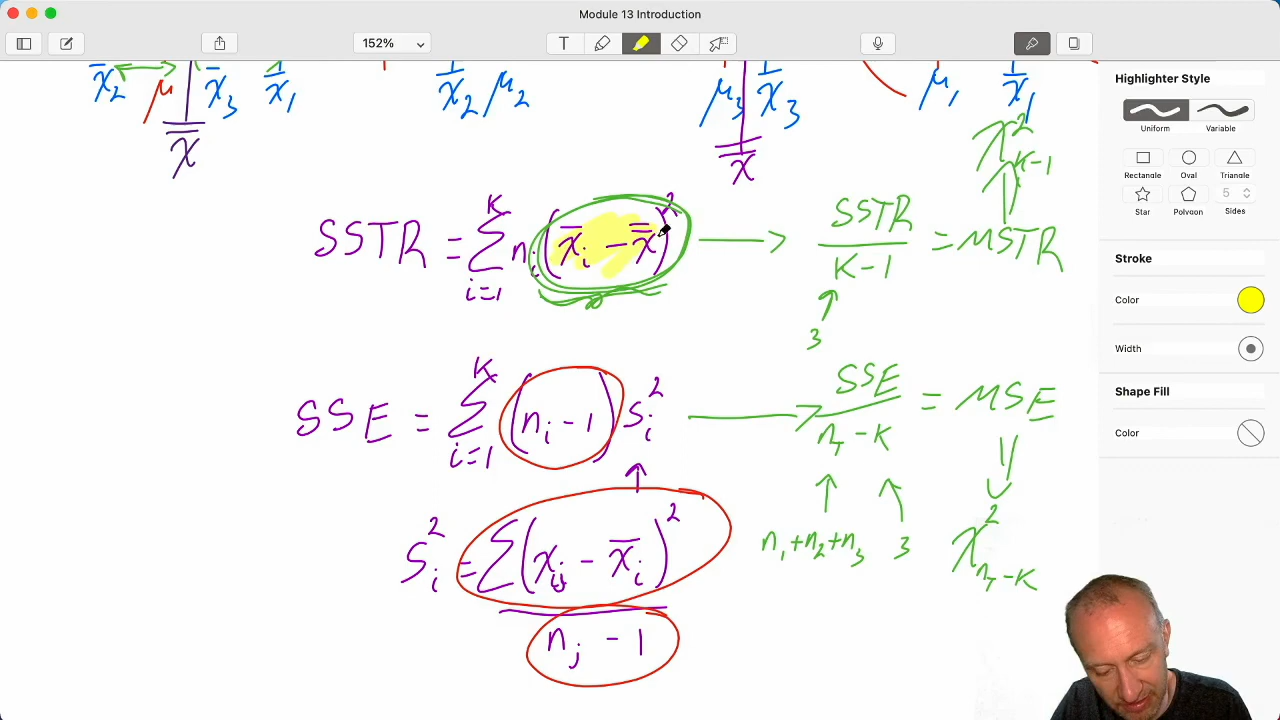 Module 13 Introduction
152%
T
x̄₂ μ x̄₃ x̄₁ x̄₂ / μ₂ μ₃ x̄₃ μ₁ x̄₁
x̿ x̿ χ²K-1
SSTR = Σ i=1 K nᵢ (x̄ᵢ - x̿)² → SSTR / K-1 = MSTR
3
SSE = Σ i=1 K (nᵢ-1) Sᵢ² → SSE / nT - K = MSE
n₁+n₂+n₃ 3 χ²nT-K
Sᵢ² = Σ(xᵢⱼ - x̄ᵢ)² / nⱼ - 1
Highlighter Style
Uniform Variable
Rectangle Oval Triangle
Star Polygon 5 Sides
Stroke
Color
Width
Shape Fill
Color